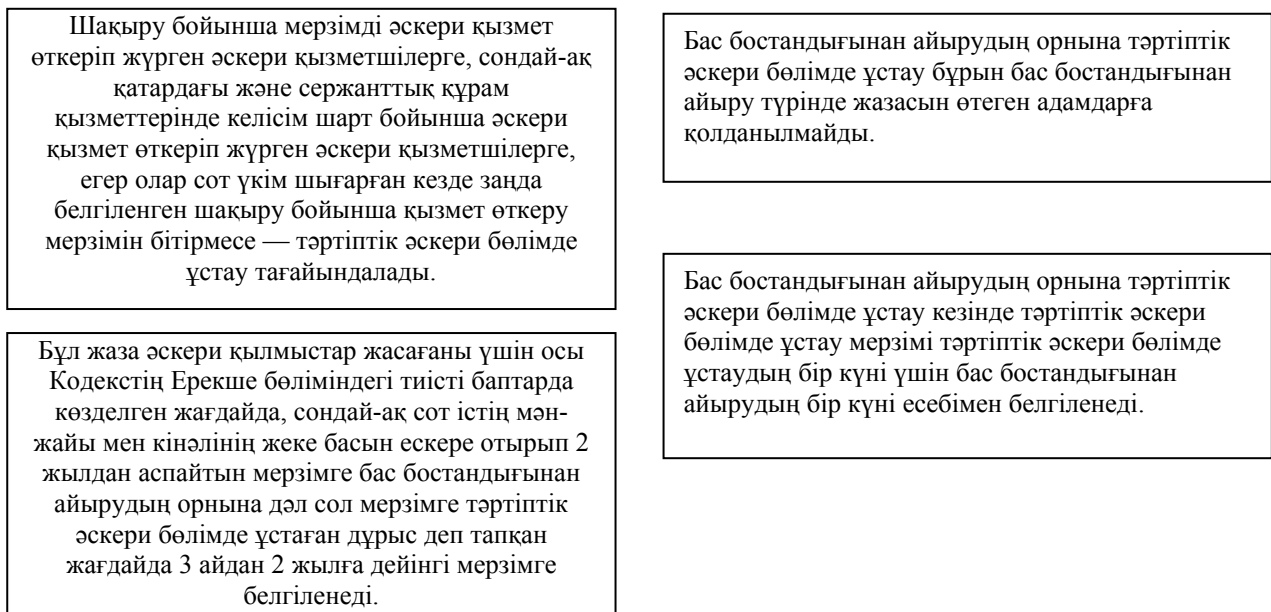 Шақыру бойынша мерзімді әскери қызмет
өткеріп жүрген әскери қызметшілерге, сондай-ақ
қатардағы және сержанттық құрам
қызметтерінде келісім шарт бойынша әскери
қызмет өткеріп жүрген әскери қызметшілерге,
егер олар сот үкім шығарған кезде заңда
белгіленген шақыру бойынша қызмет өткеру
мерзімін бітірмесе — тәртіптік әскери бөлімде
ұстау тағайындалады.
Бұл жаза әскери қылмыстар жасағаны үшін осы
Кодекстің Ерекше бөліміндегі тиісті баптарда
көзделген жағдайда, сондай-ақ сот істің мән-
жайы мен кінәлінің жеке басын ескере отырып 2
жылдан аспайтын мерзімге бас бостандығынан
айырудың орнына дәл сол мерзімге тәртіптік
әскери бөлімде ұстаған дұрыс деп тапқан
жағдайда 3 айдан 2 жылға дейінгі мерзімге
белгіленеді.
Бас бостандығынан айырудың орнына тәртіптік
әскери бөлімде ұстау бұрын бас бостандығынан
айыру түрінде жазасын өтеген адамдарға
қолданылмайды.
Бас бостандығынан айырудың орнына тәртіптік
әскери бөлімде ұстау кезінде тәртіптік әскери
бөлімде ұстау мерзімі тәртіптік әскери бөлімде
ұстаудың бір күні үшін бас бостандығынан
айырудың бір күні есебімен белгіленеді.